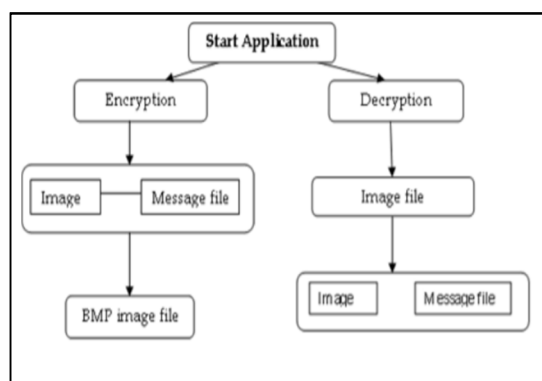 Start Application
Encryption
Decryption
Image
Message file
Image file
BMP image file
Image
Message file